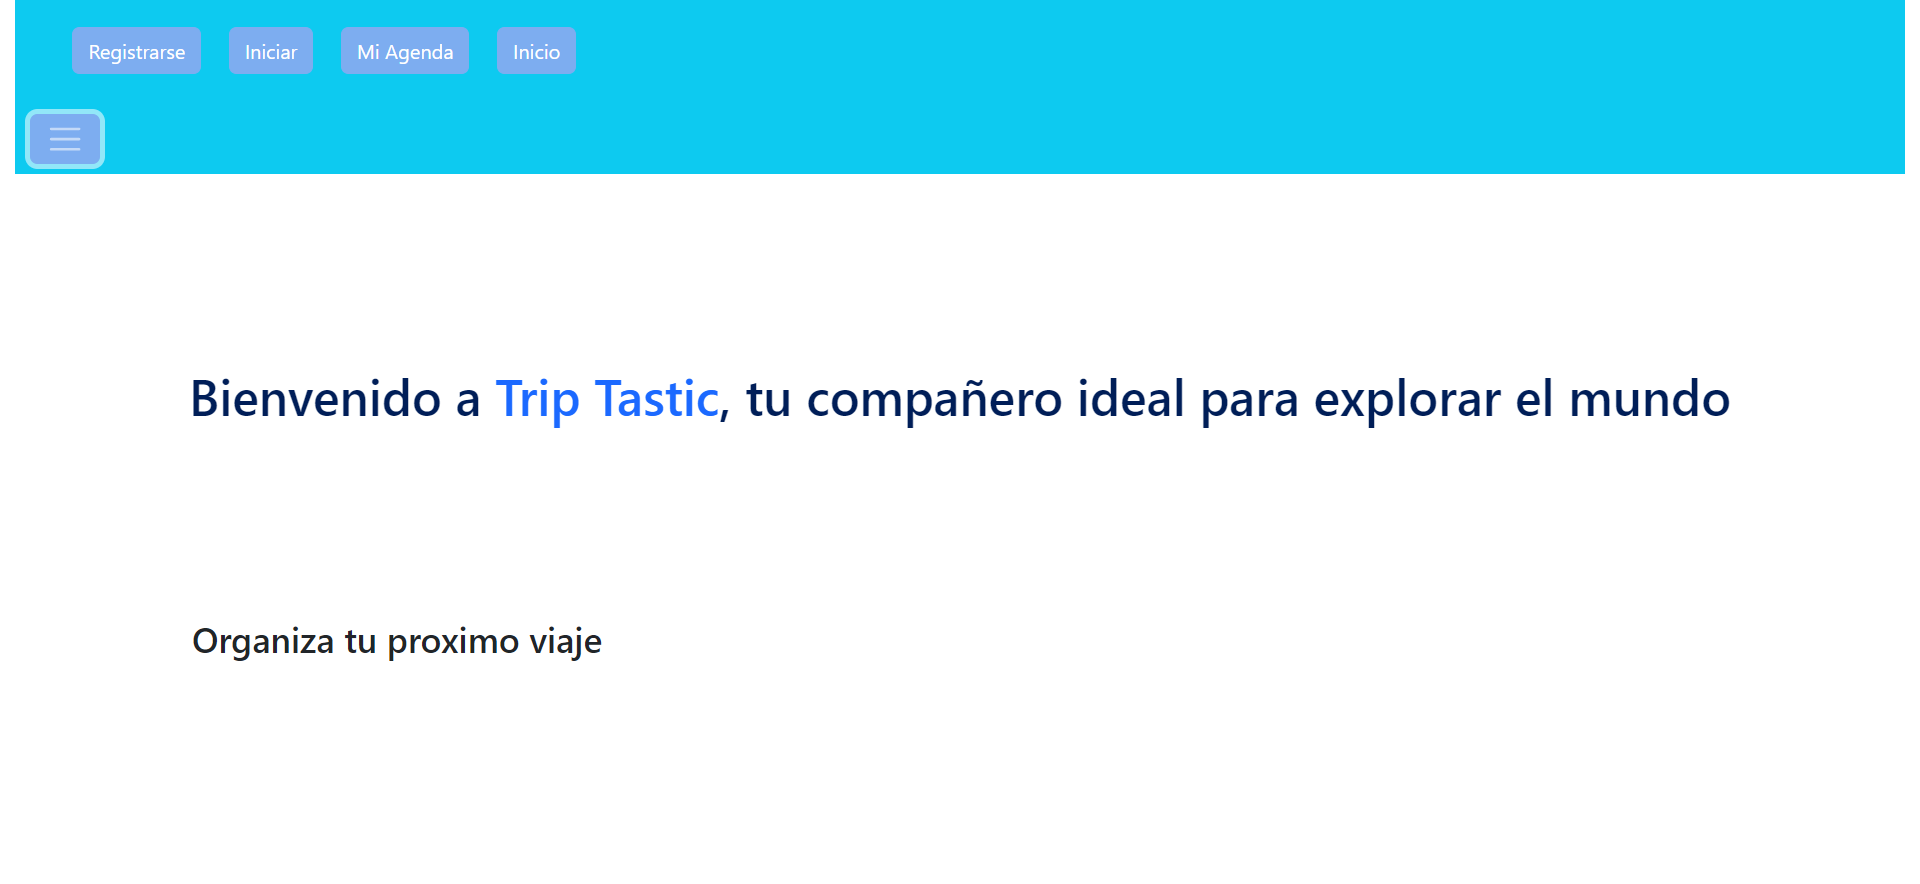 Registrarse Iniciar Mi Agenda Inicio
Bienvenido a Trip Tastic, tu compañero ideal para explorar el mundo
Organiza tu proximo viaje